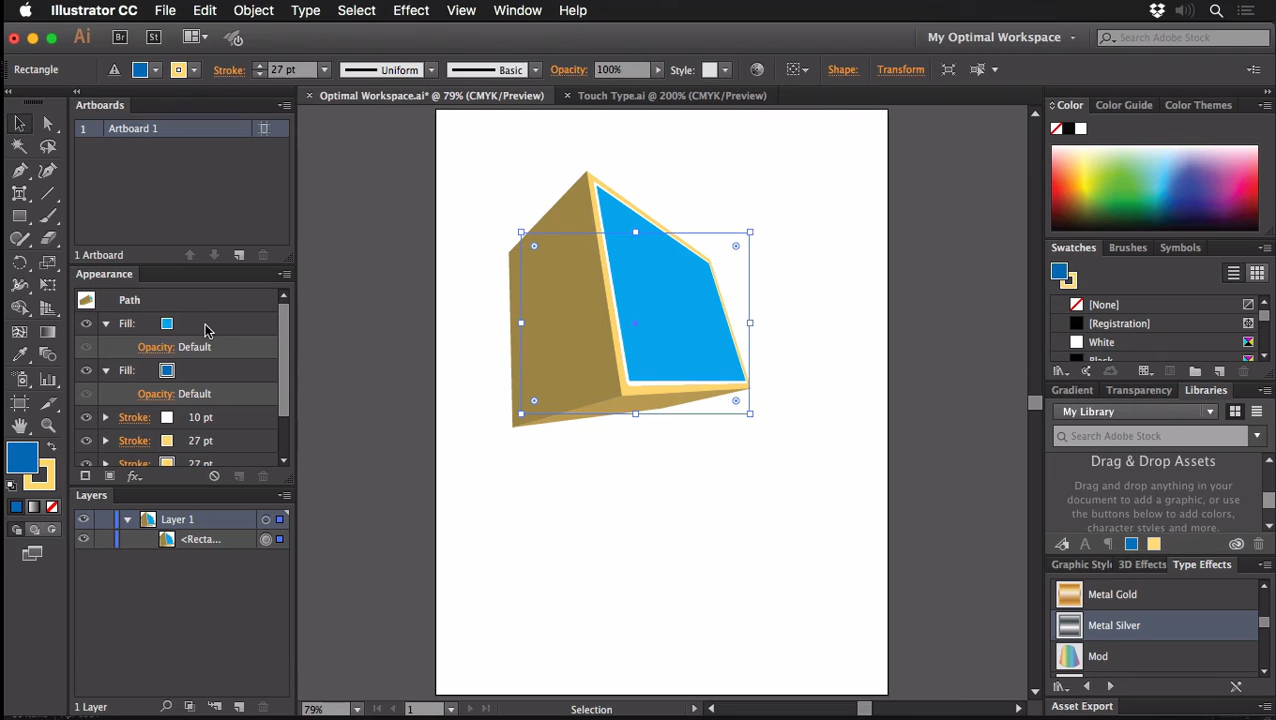 Illustrator CC File Edit Object Type Select Effect View Window Help
Ai Br St My Optimal Workspace Search Adobe Stock
Rectangle Stroke: 27 pt Uniform Basic Opacity: 100% Style: Shape: Transform
Artboards
1 Artboard 1
1 Artboard
Appearance
Path
Fill:
Opacity: Default
Fill:
Opacity: Default
Stroke: 10 pt
Stroke: 27 pt
Stroke: 27 pt
fx
Layers
Layer 1
<Recta...
1 Layer
× Optimal Workspace.ai* @ 79% (CMYK/Preview) × Touch Type.ai @ 200% (CMYK/Preview)
79% 1 Selection
Color Color Guide Color Themes
Swatches Brushes Symbols
[None]
[Registration]
White
Black
Gradient Transparency Libraries
My Library
Search Adobe Stock
Drag & Drop Assets
Drag and drop anything in your
document to add a graphic, or use
the buttons below to add colors,
character styles and more.
Graphic Styl 3D Effects Type Effects
Metal Gold
Metal Silver
Mod
Asset Export